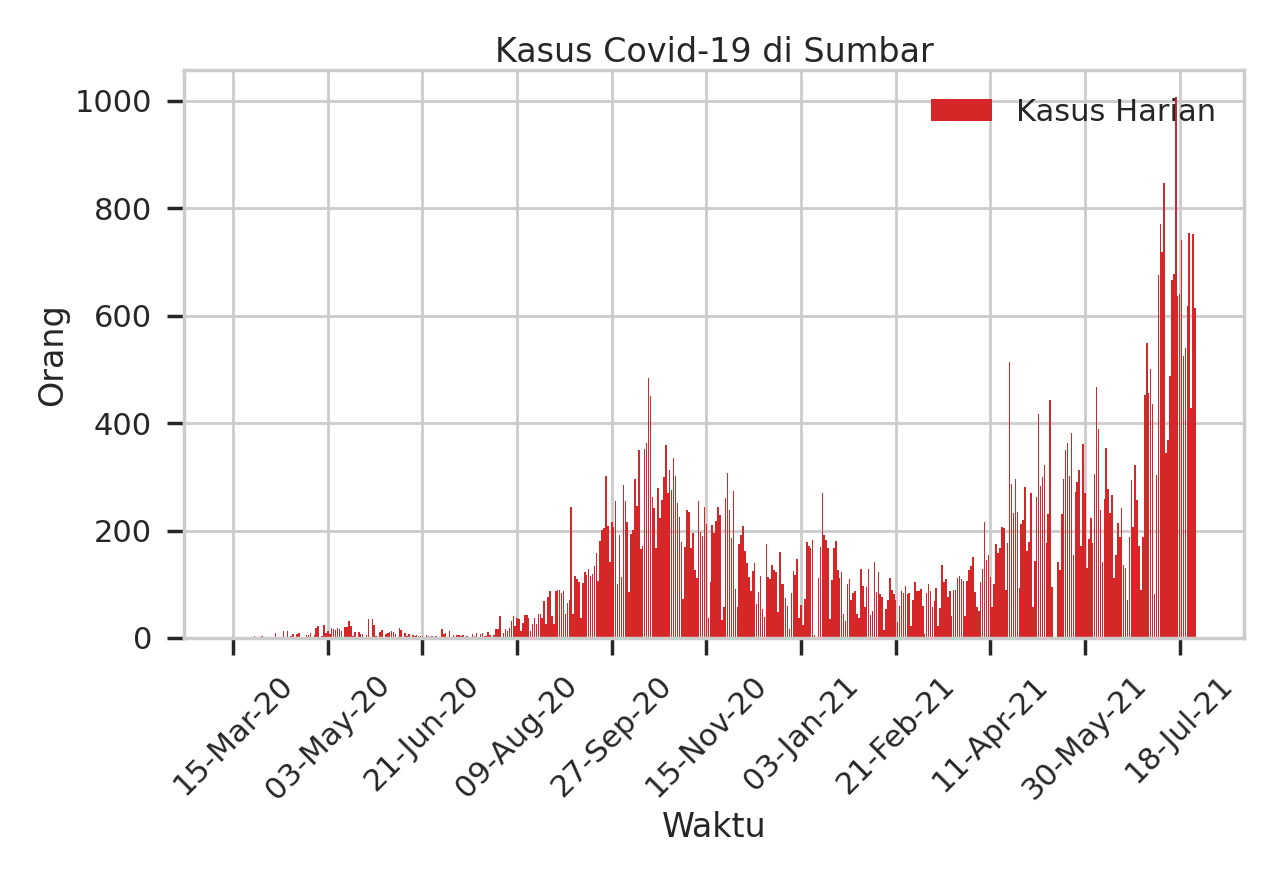 Kasus Covid-19 di Sumbar
Kasus Harian
Orang
1000
800
600
400
200
0
15-Mar-20
03-May-20
21-Jun-20
09-Aug-20
27-Sep-20
15-Nov-20
03-Jan-21
21-Feb-21
11-Apr-21
30-May-21
18-Jul-21
Waktu